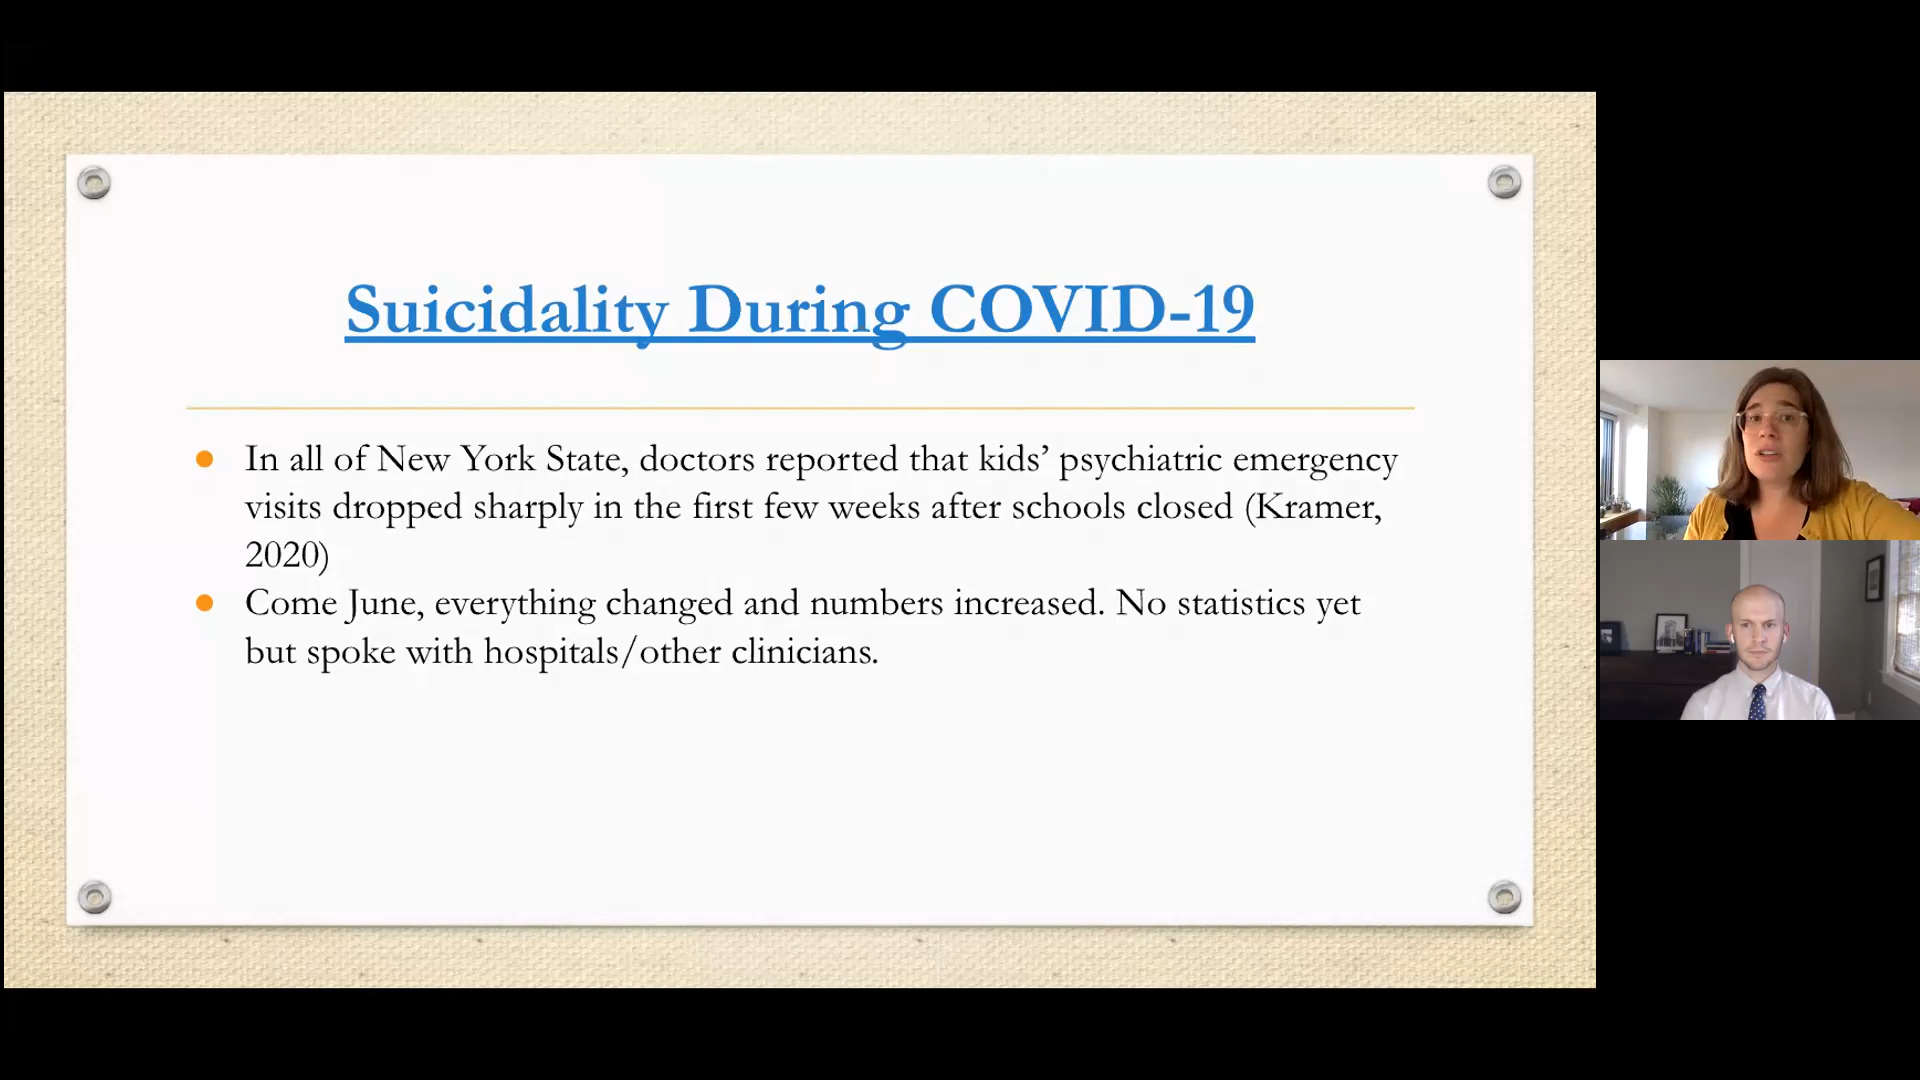 Suicidality During COVID-19
In all of New York State, doctors reported that kids’ psychiatric emergency
visits dropped sharply in the first few weeks after schools closed (Kramer,
2020)
Come June, everything changed and numbers increased. No statistics yet
but spoke with hospitals/other clinicians.